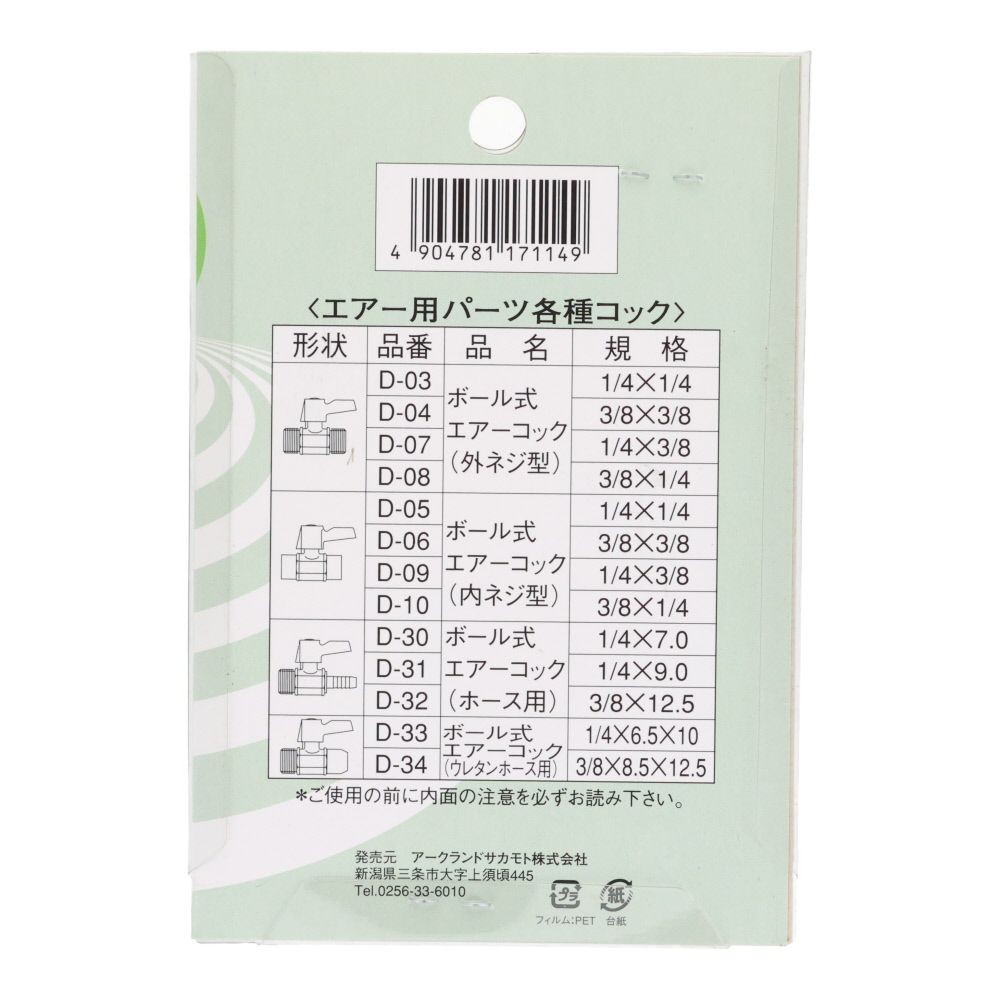 4 904781 171149
〈エアー用パーツ各種コック〉
形状 品番 品 名 規 格
D-03 1/4×1/4
D-04 3/8×3/8
D-07 1/4×3/8
D-08 3/8×1/4
ボール式
エアーコック
(外ネジ型)
D-05 1/4×1/4
D-06 3/8×3/8
D-09 1/4×3/8
D-10 3/8×1/4
ボール式
エアーコック
(内ネジ型)
D-30 ボール式 1/4×7.0
D-31 エアーコック 1/4×9.0
D-32 (ホース用) 3/8×12.5
D-33 1/4×6.5×10
D-34 3/8×8.5×12.5
ボール式
エアーコック
(ウレタンホース用)
*ご使用の前に内面の注意を必ずお読み下さい。
発売元 アークランドサカモト株式会社
新潟県三条市大字上須頃445
Tel.0256-33-6010
プラ 紙
フィルム:PET 台紙